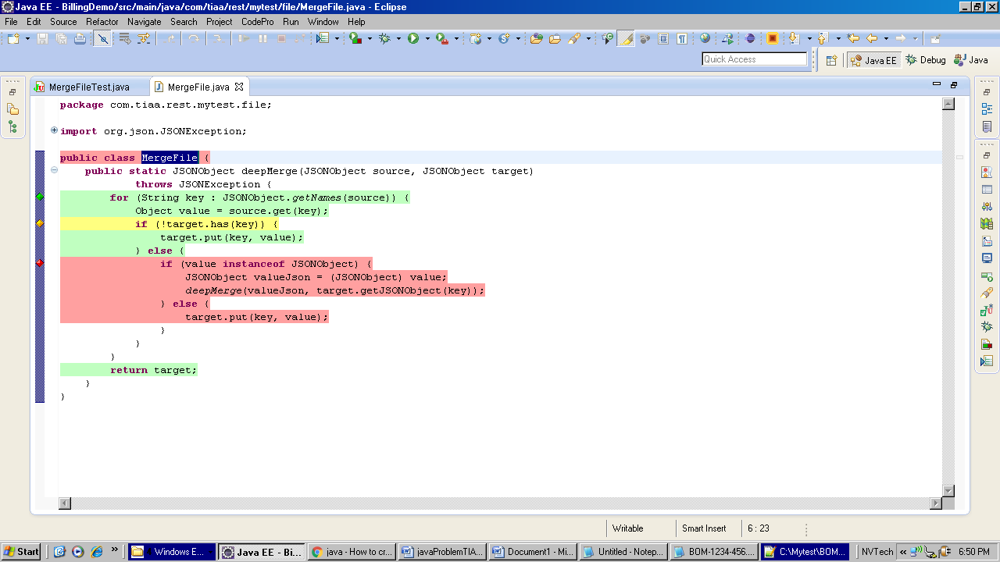 Java EE - BillingDemo/src/main/java/com/tiaa/rest/mytest/file/MergeFile.java - Eclipse
File Edit Source Refactor Navigate Search Project CodePro Run Window Help
Quick Access Java EE Debug Java
MergeFileTest.java MergeFile.java
package com.tiaa.rest.mytest.file;
import org.json.JSONException;
public class MergeFile {
public static JSONObject deepMerge(JSONObject source, JSONObject target)
throws JSONException {
for (String key : JSONObject.getNames(source)) {
Object value = source.get(key);
if (!target.has(key)) {
target.put(key, value);
} else {
if (value instanceof JSONObject) {
JSONObject valueJson = (JSONObject) value;
deepMerge(valueJson, target.getJSONObject(key));
} else {
target.put(key, value);
}
}
}
return target;
}
}
Writable Smart Insert 6 : 23
Start » Windows E... Java EE - Bi... java - How to cr... javaProblemTIA... Document1 - Mi... Untitled - Notep... BOM-1234-456.... C:\Mytest\BOM... NVTech « 6:50 PM